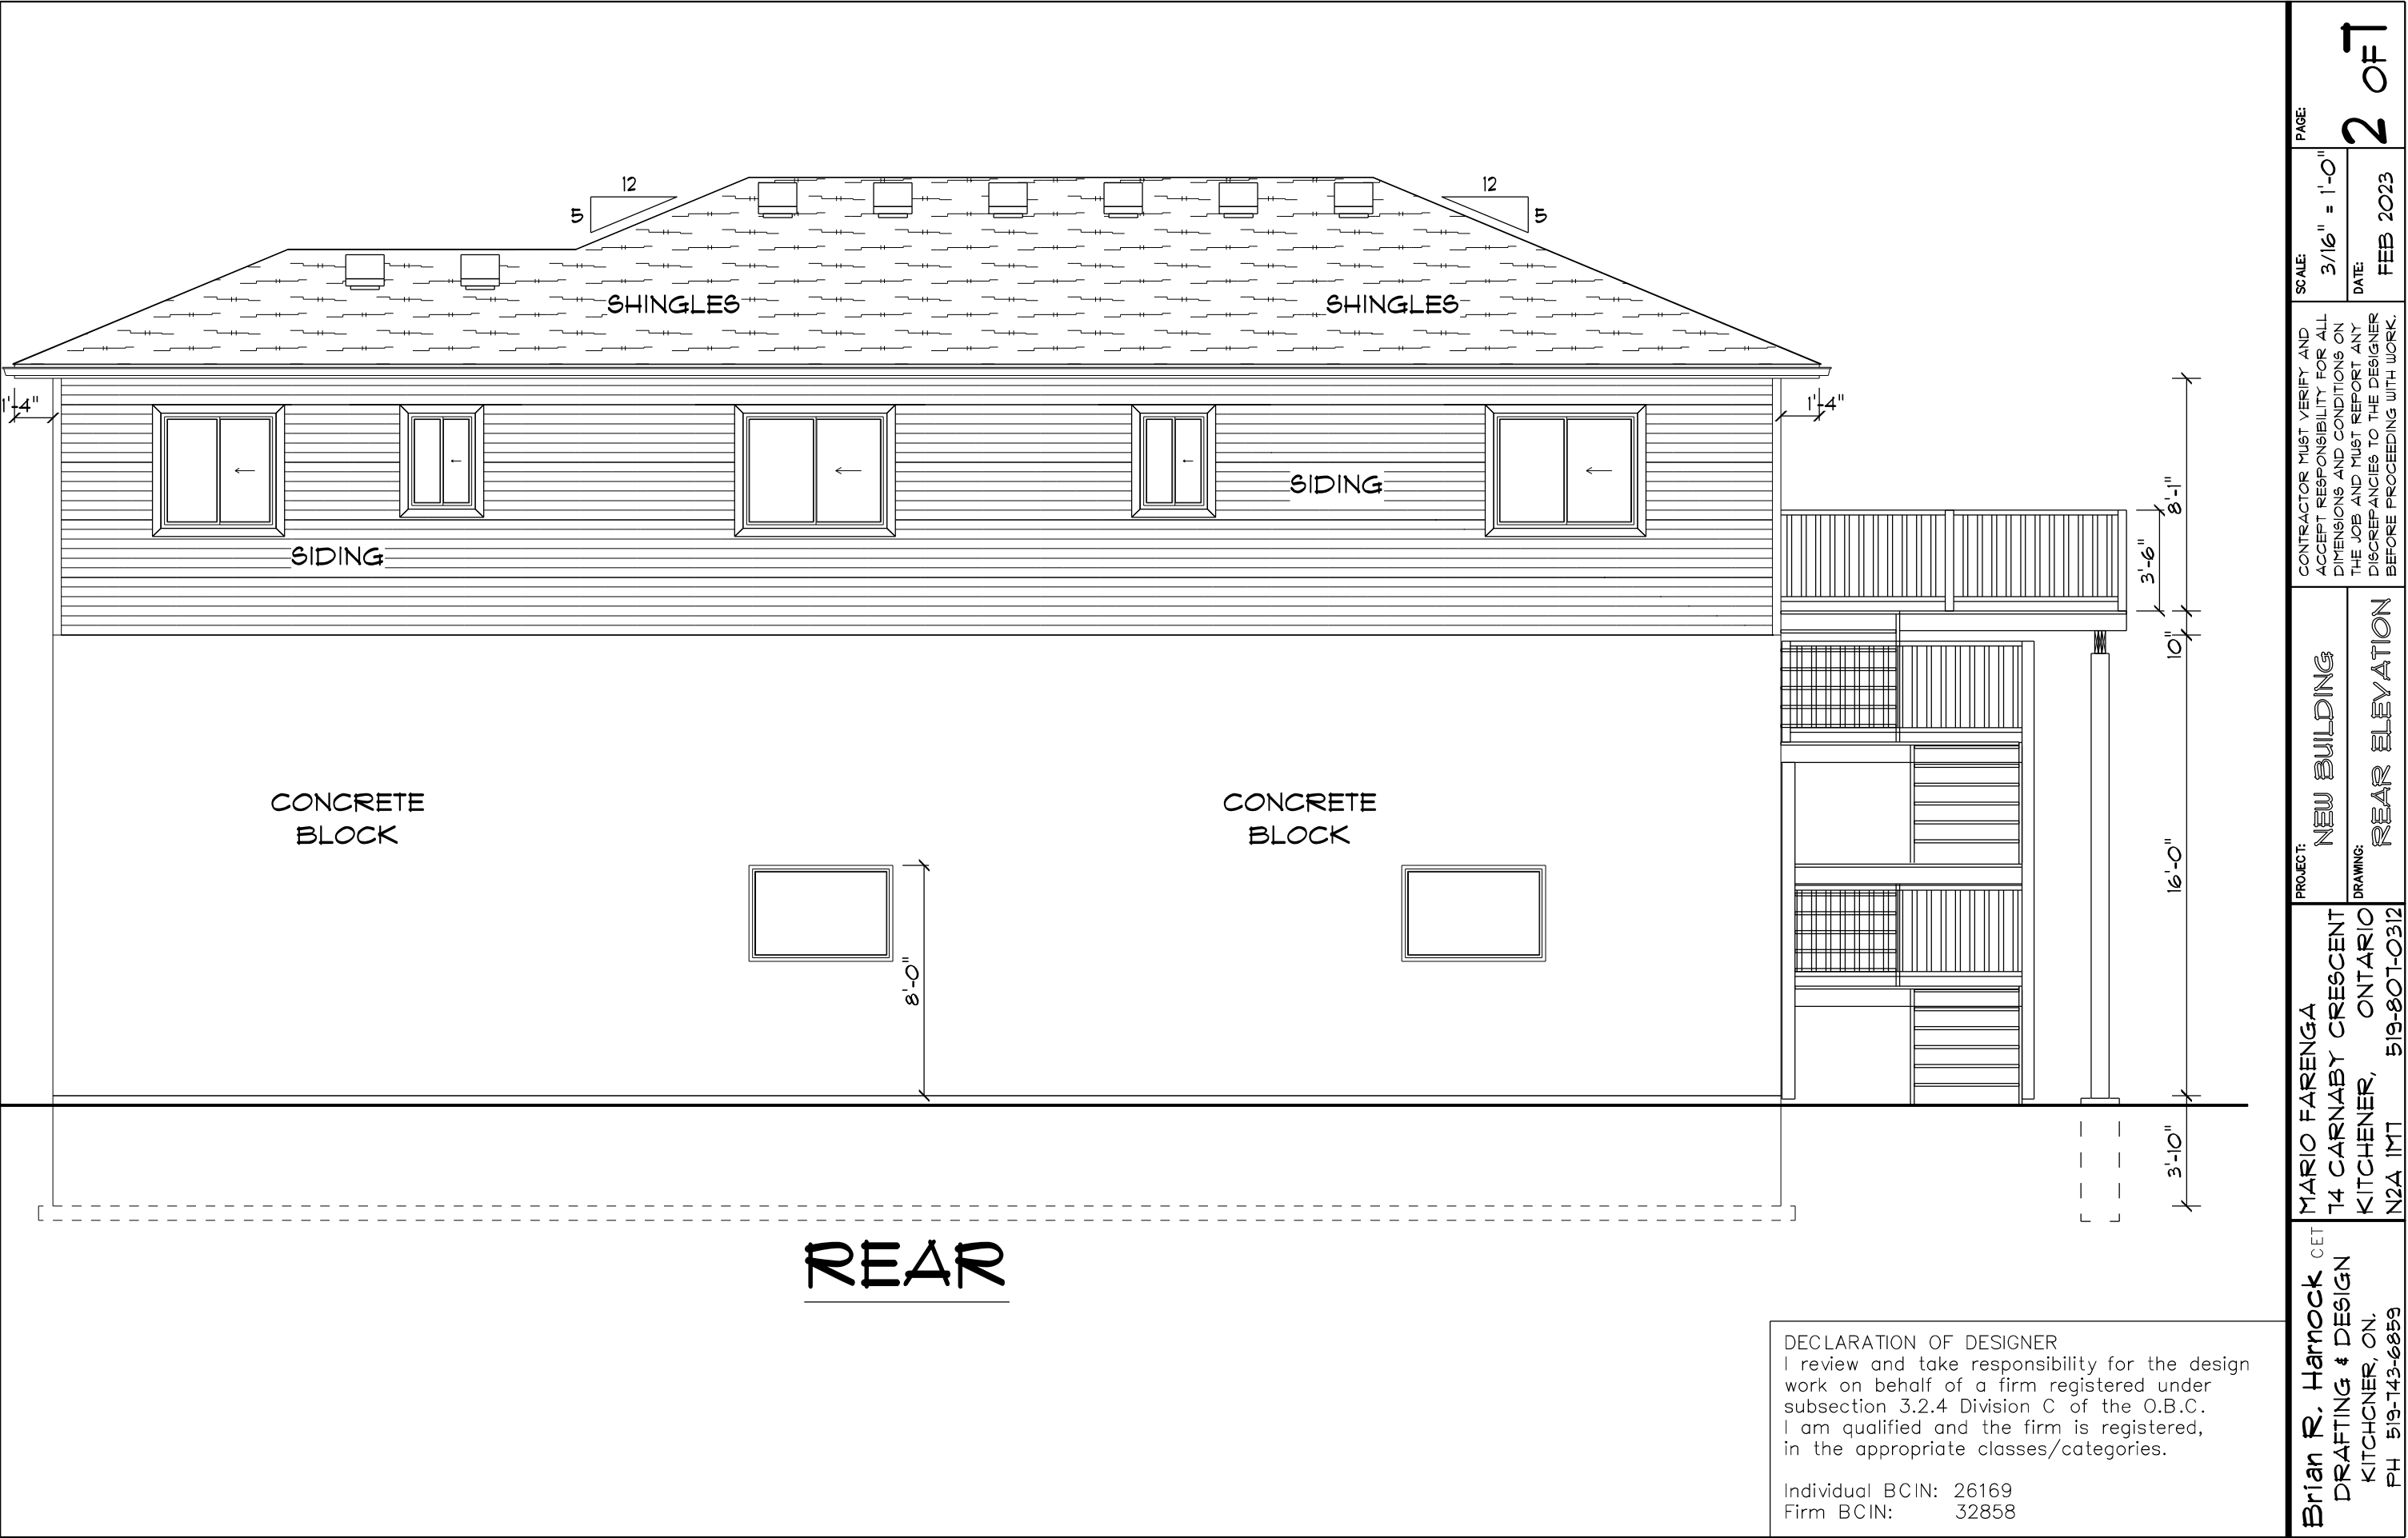 12
5
12
5
SHINGLES
SHINGLES
1'-4"
1'-4"
SIDING
SIDING
8'-1"
3'-6"
10"
CONCRETE
BLOCK
CONCRETE
BLOCK
16'-0"
8'-0"
3'-10"
REAR
DECLARATION OF DESIGNER
I review and take responsibility for the design
work on behalf of a firm registered under
subsection 3.2.4 Division C of the O.B.C.
I am qualified and the firm is registered,
in the appropriate classes/categories.
Individual BCIN: 26169
Firm BCIN: 32858
Brian R. Harnock CET
DRAFTING & DESIGN
KITCHCNER, ON.
PH 519-743-6859
MARIO FARENGA
74 CARNABY CRESCENT
KITCHENER, ONTARIO
N2A 1M7 519-807-0312
PROJECT:
NEW BUILDING
DRAWING:
REAR ELEVATION
CONTRACTOR MUST VERIFY AND
ACCEPT RESPONSIBILITY FOR ALL
DIMENSIONS AND CONDITIONS ON
THE JOB AND MUST REPORT ANY
DISCREPANCIES TO THE DESIGNER
BEFORE PROCEEDING WITH WORK.
SCALE:
3/16" = 1'-0"
DATE:
FEB 2023
PAGE:
2 OF 7